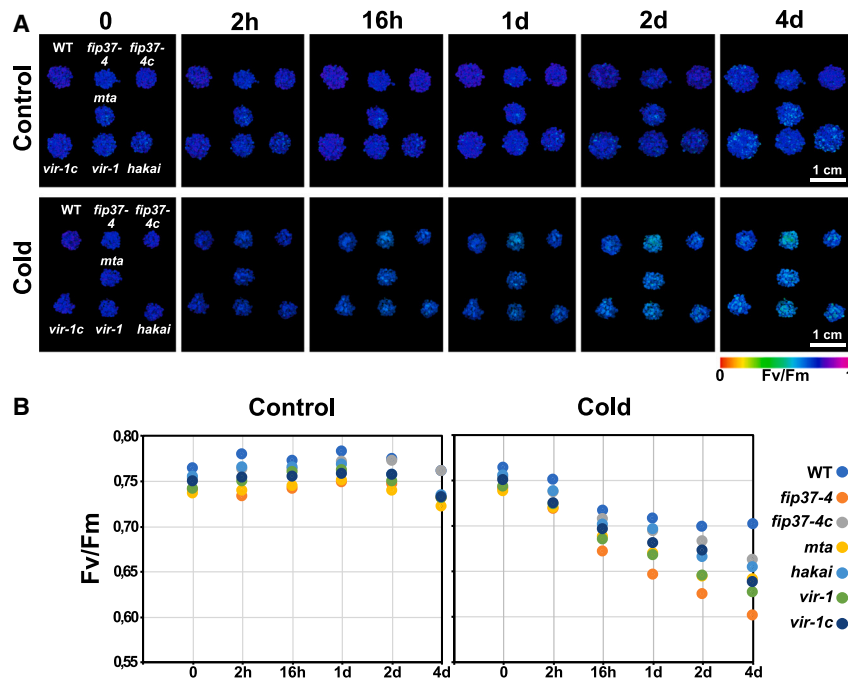 A
0 2h 16h 1d 2d 4d
Control
WT fip37-4 fip37-4c
mta
vir-1c vir-1 hakai
1 cm
Cold
WT fip37-4 fip37-4c
mta
vir-1c vir-1 hakai
1 cm
0 Fv/Fm 1
B
Control Cold
Fv/Fm
0,80
0,75
0,70
0,65
0,60
0,55
0 2h 16h 1d 2d 4d
0 2h 16h 1d 2d 4d
WT
fip37-4
fip37-4c
mta
hakai
vir-1
vir-1c